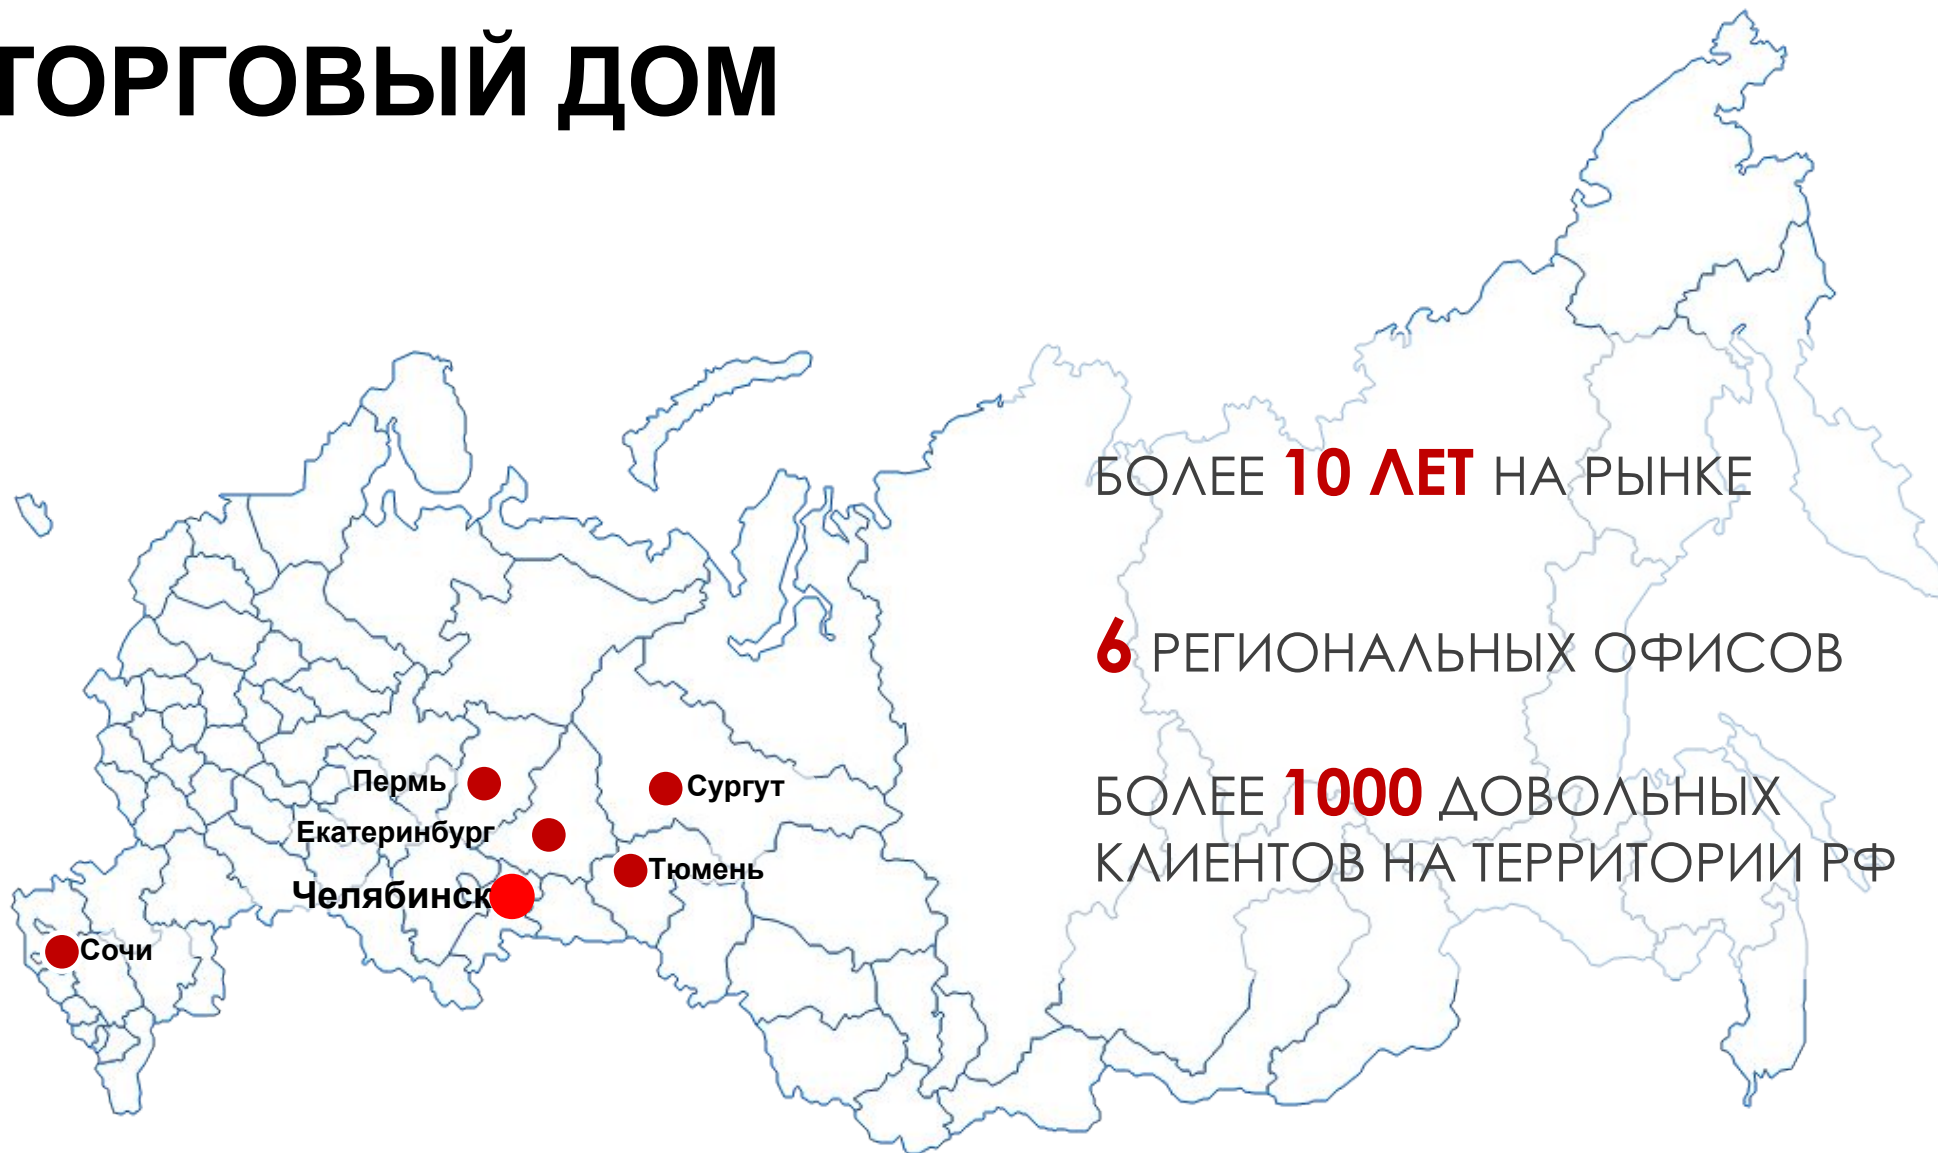 ТОРГОВЫЙ ДОМ
БОЛЕЕ 10 ЛЕТ НА РЫНКЕ
6 РЕГИОНАЛЬНЫХ ОФИСОВ
БОЛЕЕ 1000 ДОВОЛЬНЫХ
КЛИЕНТОВ НА ТЕРРИТОРИИ РФ
Пермь
Сургут
Екатеринбург
Тюмень
Челябинск
Сочи